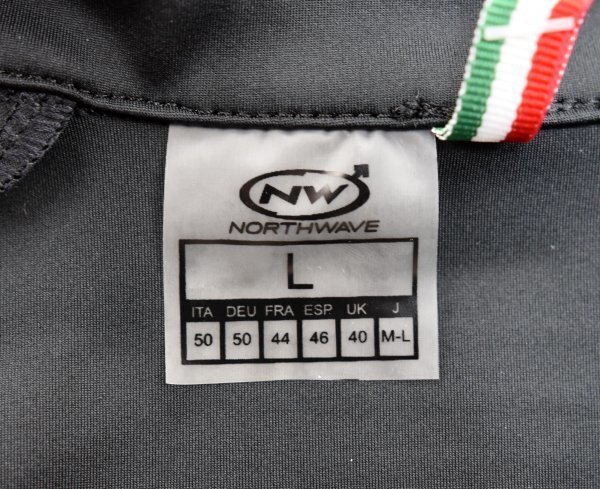 NW
NORTHWAVE
L
ITA DEU FRA ESP UK J
50 50 44 46 40 M-L